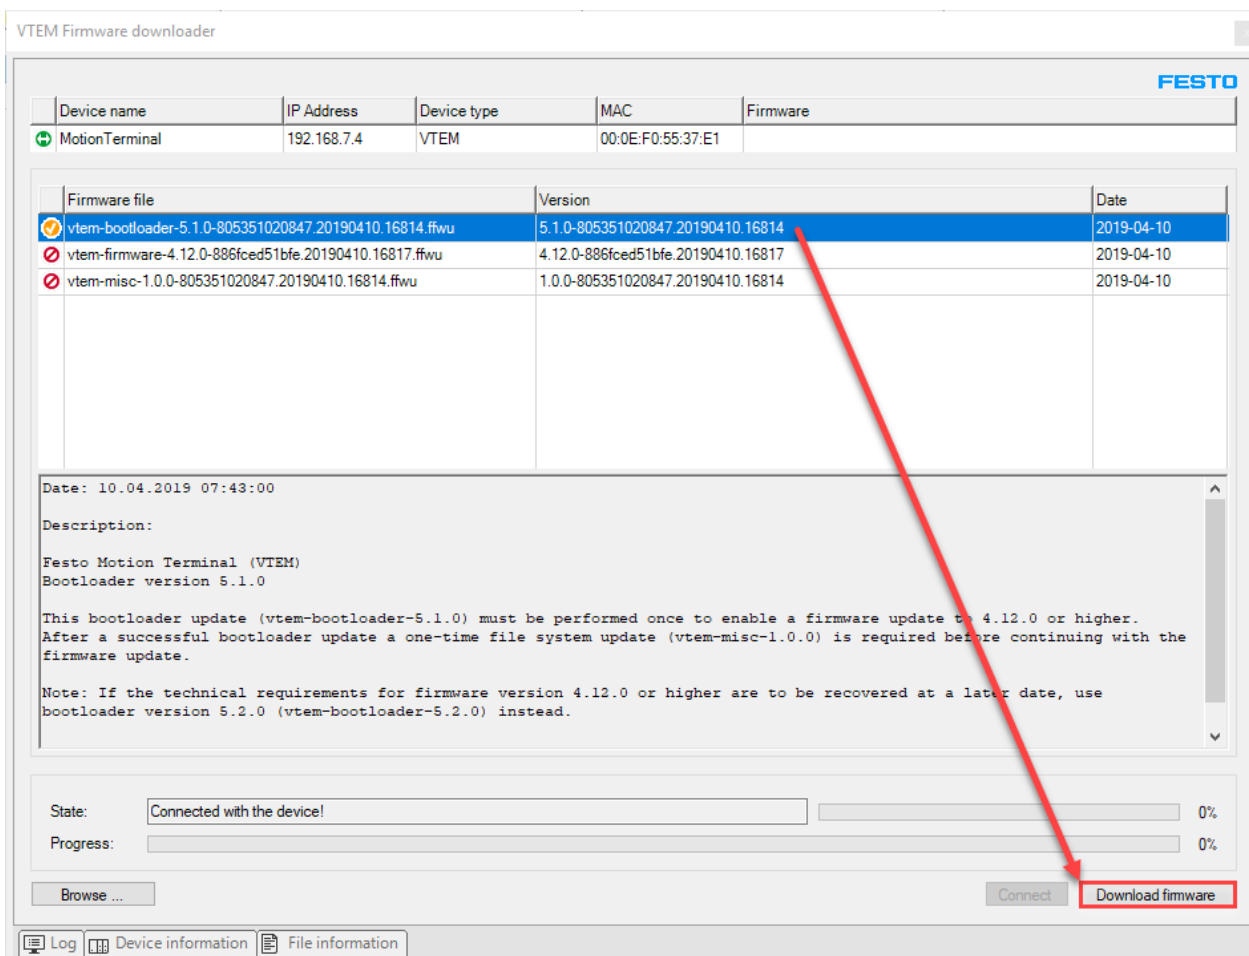 VTEM Firmware downloader
FESTO
Device name IP Address Device type MAC Firmware
MotionTerminal 192.168.7.4 VTEM 00:0E:F0:55:37:E1
Firmware file Version Date
vtem-bootloader-5.1.0-805351020847.20190410.16814.ffwu 5.1.0-805351020847.20190410.16814 2019-04-10
vtem-firmware-4.12.0-886fced51bfe.20190410.16817.ffwu 4.12.0-886fced51bfe.20190410.16817 2019-04-10
vtem-misc-1.0.0-805351020847.20190410.16814.ffwu 1.0.0-805351020847.20190410.16814 2019-04-10
Date: 10.04.2019 07:43:00
Description:
Festo Motion Terminal (VTEM)
Bootloader version 5.1.0
This bootloader update (vtem-bootloader-5.1.0) must be performed once to enable a firmware update to 4.12.0 or higher.
After a successful bootloader update a one-time file system update (vtem-misc-1.0.0) is required before continuing with the
firmware update.
Note: If the technical requirements for firmware version 4.12.0 or higher are to be recovered at a later date, use
bootloader version 5.2.0 (vtem-bootloader-5.2.0) instead.
State: Connected with the device! 0%
Progress: 0%
Browse ... Connect Download firmware
Log Device information File information